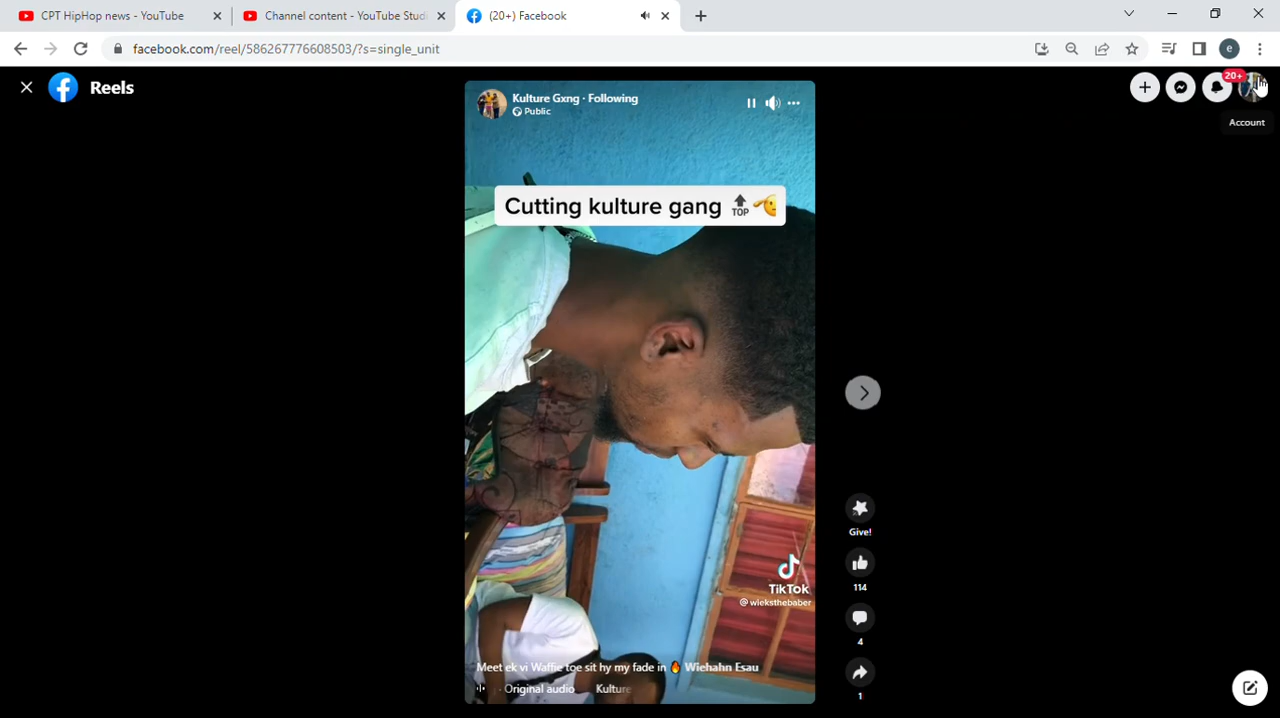 CPT HipHop news - YouTube
Channel content - YouTube Studi
(20+) Facebook
facebook.com/reel/586267776608503/?s=single_unit
e
Reels
20+
Account
Kulture Gxng · Following
Public
Cutting kulture gang 🔝🫡
TikTok
@wieksthebaber
Give!
114
4
1
Meet ek vi Waffie toe sit hy my fade in 🔥 Wiehahn Esau
· Original audio Kulture